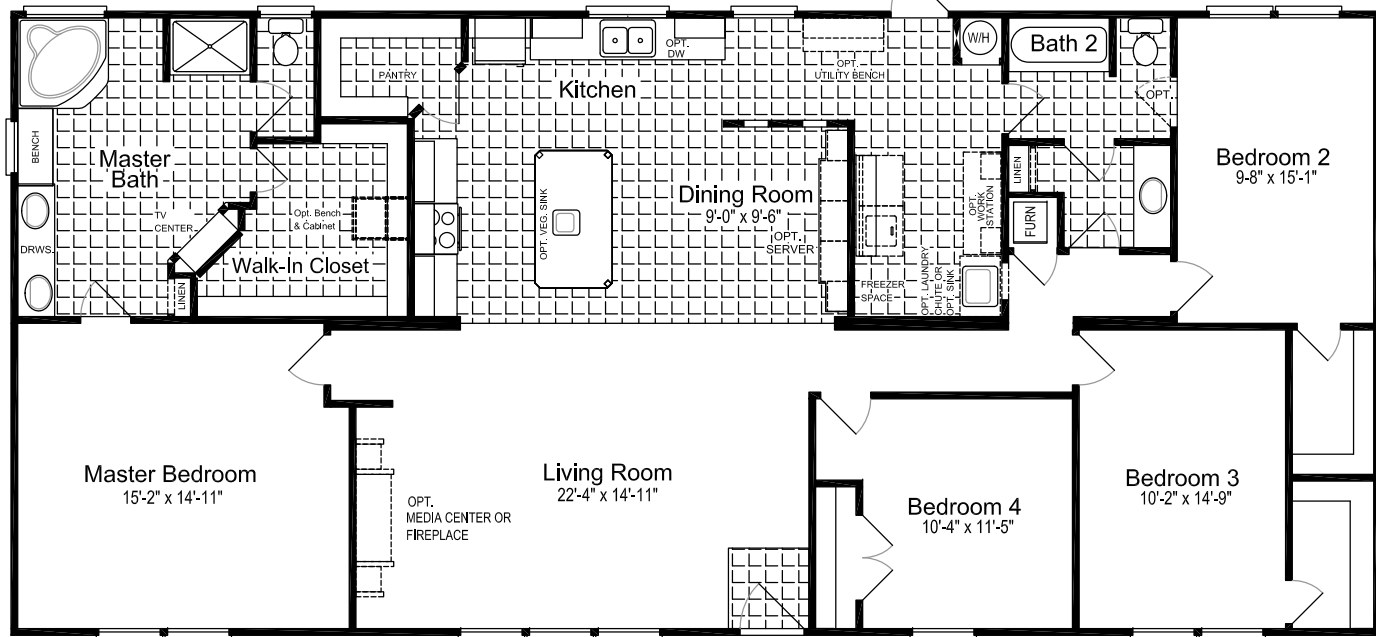 PANTRY
Kitchen
OPT.
DW
OPT.
UTILITY BENCH
W/H
Bath 2
OPT.
BENCH
Master
Bath
TV
CENTER
DRWS.
LINEN
Opt. Bench
& Cabinet
Walk-In Closet
OPT. VEG. SINK
Dining Room
9'-0" x 9'-6"
OPT.
SERVER
FREEZER
SPACE
OPT. LAUNDRY
CHUTE OR
OPT. SINK
OPT.
WORK
STATION
LINEN
FURN
Bedroom 2
9-8" x 15'-1"
Master Bedroom
15'-2" x 14'-11"
OPT.
MEDIA CENTER OR
FIREPLACE
Living Room
22'-4" x 14'-11"
Bedroom 4
10'-4" x 11'-5"
Bedroom 3
10'-2" x 14'-9"